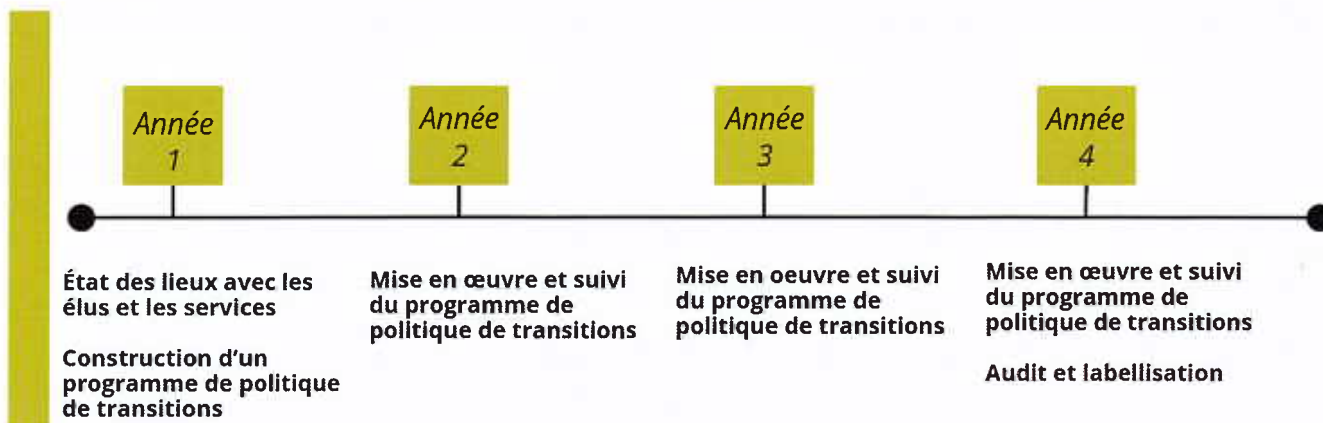 Année
1
Année
2
Année
3
Année
4
État des lieux avec les
élus et les services
Construction d'un
programme de politique
de transitions
Mise en œuvre et suivi
du programme de
politique de transitions
Mise en oeuvre et suivi
du programme de
politique de transitions
Mise en œuvre et suivi
du programme de
politique de transitions
Audit et labellisation